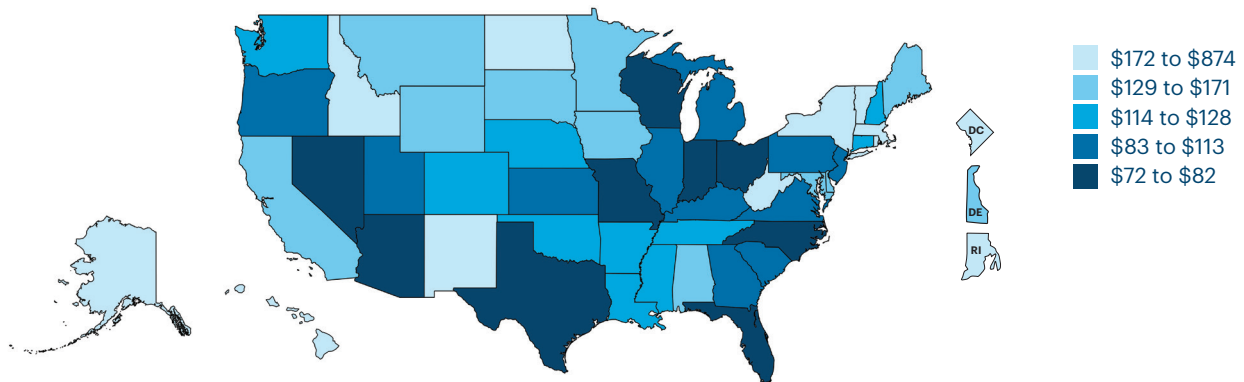 $172 to $874
$129 to $171
$114 to $128
$83 to $113
$72 to $82
DC
DE
RI